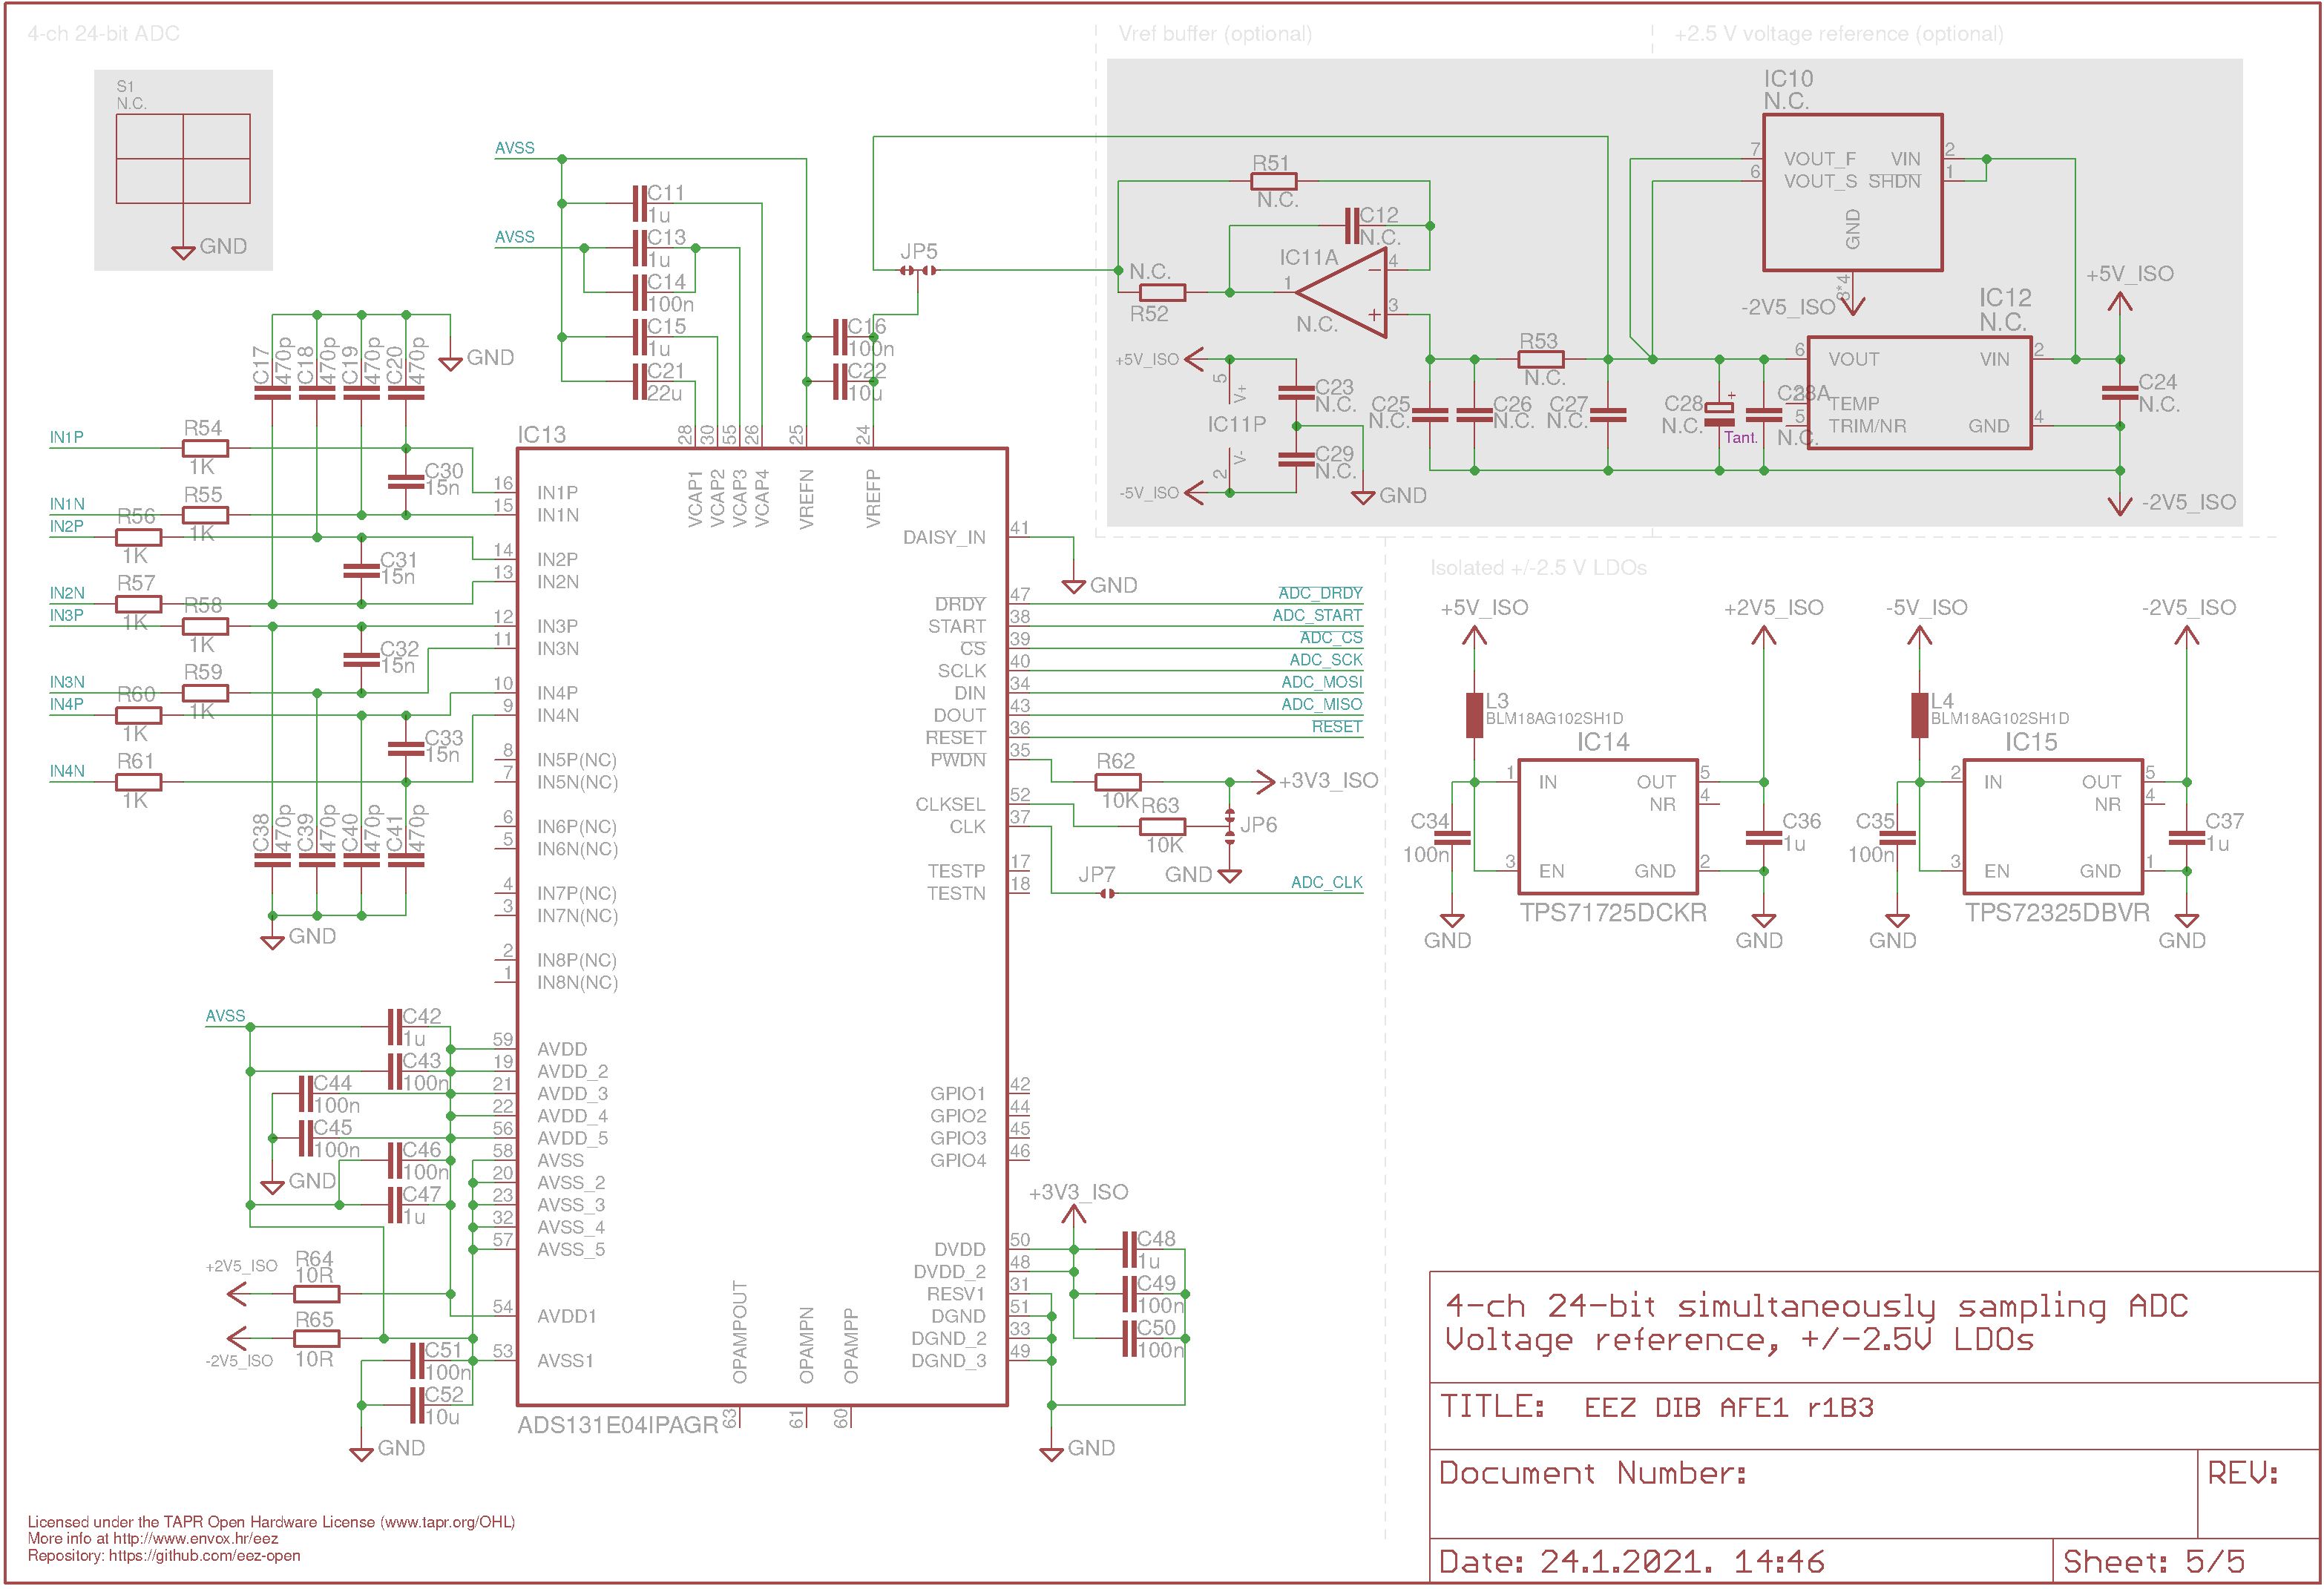 4-ch 24-bit ADC
Vref buffer (optional)
+2.5 V voltage reference (optional)
S1
N.C.
GND
AVSS
C11
1u
AVSS
C13
1u
C14
100n
C15
1u
C21
22u
JP5
C16
100n
C22
10u
R51
N.C.
C12
N.C.
IC11A
1
4
3
N.C.
N.C.
R52
R53
N.C.
+5V_ISO
5
V+
IC11P
2
V-
-5V_ISO
C23
N.C.
C29
N.C.
GND
C25
N.C.
C26
N.C.
C27
N.C.
C28
N.C.
+
Tant.
C28A
N.C.
IC10
N.C.
7 VOUT_F VIN 2
6 VOUT_S SHDN 1
GND
3*4
-2V5_ISO
IC12
N.C.
6 VOUT VIN 2
TEMP
5 TRIM/NR GND 4
+5V_ISO
C24
N.C.
-2V5_ISO
C17
470p
C18
470p
C19
470p
C20
470p
GND
IN1P
R54
1K
C30
15n
IN1N
R55
1K
IN2P
R56
1K
C31
15n
IN2N
R57
1K
IN3P
R58
1K
C32
15n
IN3N
R59
1K
IN4P
R60
1K
C33
15n
IN4N
R61
1K
C38
470p
C39
470p
C40
470p
C41
470p
GND
IC13
28 VCAP1
30 VCAP2
55 VCAP3
26 VCAP4
25 VREFN
24 VREFP
16 IN1P
15 IN1N
14 IN2P
13 IN2N
12 IN3P
11 IN3N
10 IN4P
9 IN4N
8 IN5P(NC)
7 IN5N(NC)
6 IN6P(NC)
5 IN6N(NC)
4 IN7P(NC)
3 IN7N(NC)
2 IN8P(NC)
1 IN8N(NC)
59 AVDD
19 AVDD_2
21 AVDD_3
22 AVDD_4
56 AVDD_5
58 AVSS
20 AVSS_2
23 AVSS_3
32 AVSS_4
57 AVSS_5
54 AVDD1
53 AVSS1
DAISY_IN 41
GND
DRDY 47 ADC_DRDY
START 38 ADC_START
CS 39 ADC_CS
SCLK 40 ADC_SCK
DIN 34 ADC_MOSI
DOUT 43 ADC_MISO
RESET 36 RESET
PWDN 35
CLKSEL 52
CLK 37
TESTP 17
TESTN 18
R62
10K
+3V3_ISO
R63
10K
JP6
GND
JP7
ADC_CLK
GPIO1 42
GPIO2 44
GPIO3 45
GPIO4 46
DVDD 50
DVDD_2 48
RESV1 31
DGND 51
DGND_2 33
DGND_3 49
OPAMPOUT 63
OPAMPN 61
OPAMPP 60
ADS131E04IPAGR
+3V3_ISO
C48
1u
C49
100n
C50
100n
GND
AVSS
C42
1u
C43
100n
C44
100n
C45
100n
C46
100n
GND
C47
1u
+2V5_ISO
R64
10R
R65
-2V5_ISO
10R
C51
100n
C52
10u
GND
Isolated +/-2.5 V LDOs
+5V_ISO
+2V5_ISO
L3
BLM18AG102SH1D
IC14
1 IN OUT 5
NR 4
3 EN GND 2
TPS71725DCKR
C34
100n
C36
1u
GND
GND
-5V_ISO
-2V5_ISO
L4
BLM18AG102SH1D
IC15
2 IN OUT 5
NR 4
3 EN GND 1
TPS72325DBVR
C35
100n
C37
1u
GND
GND
4-ch 24-bit simultaneously sampling ADC
Voltage reference, +/-2.5V LDOs
TITLE: EEZ DIB AFE1 r1B3
Document Number:
REV:
Date: 24.1.2021. 14:46
Sheet: 5/5
Licensed under the TAPR Open Hardware License (www.tapr.org/OHL)
More info at http://www.envox.hr/eez
Repository: https://github.com/eez-open